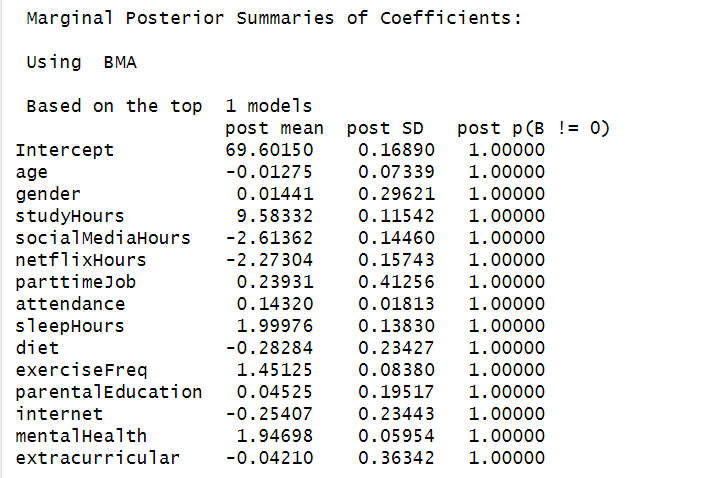 Marginal Posterior Summaries of Coefficients:
Using  BMA
Based on the top  1 models
post mean  post SD   post p(B != 0)
Intercept          69.60150    0.16890   1.00000
age                -0.01275    0.07339   1.00000
gender              0.01441    0.29621   1.00000
studyHours          9.58332    0.11542   1.00000
socialMediaHours   -2.61362    0.14460   1.00000
netflixHours       -2.27304    0.15743   1.00000
parttimeJob         0.23931    0.41256   1.00000
attendance          0.14320    0.01813   1.00000
sleepHours          1.99976    0.13830   1.00000
diet               -0.28284    0.23427   1.00000
exerciseFreq        1.45125    0.08380   1.00000
parentalEducation   0.04525    0.19517   1.00000
internet           -0.25407    0.23443   1.00000
mentalHealth        1.94698    0.05954   1.00000
extracurricular    -0.04210    0.36342   1.00000